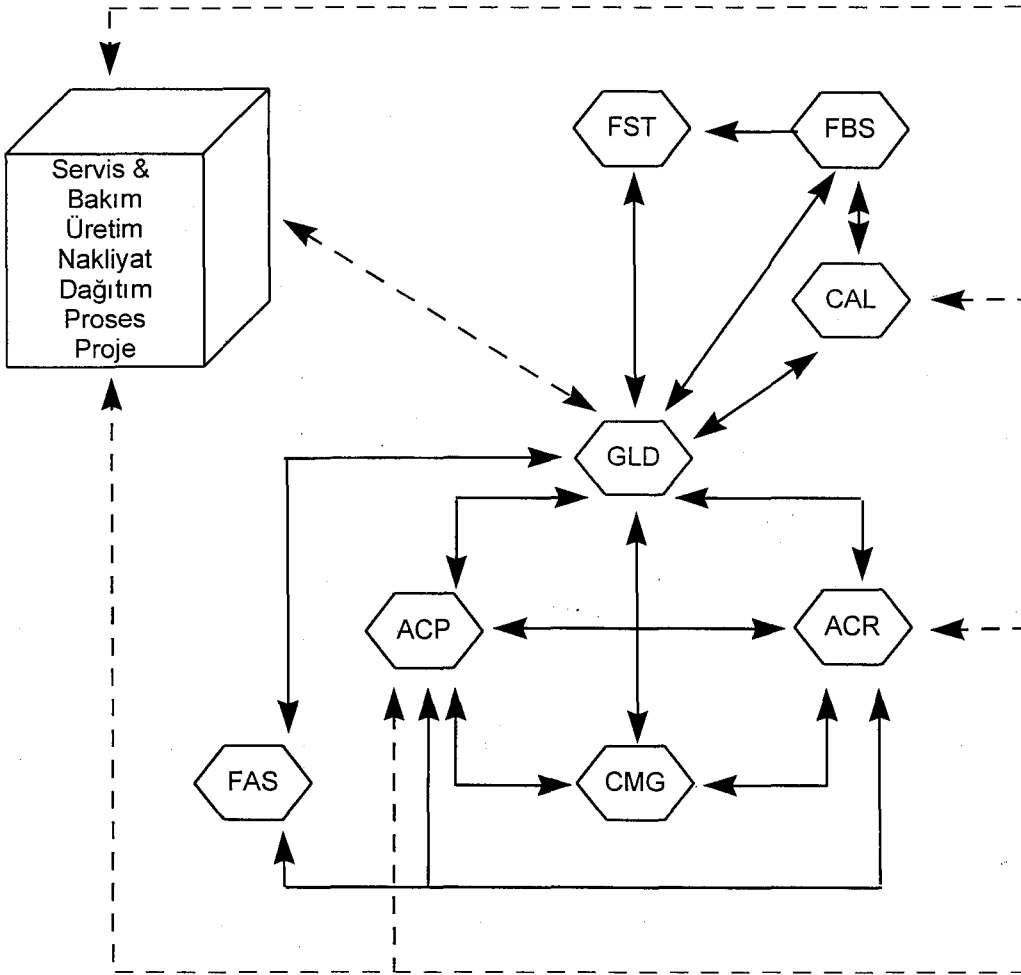 FST
FBS
Servis &
Bakım
Üretim
Nakliyat
Dağıtım
Proses
Proje
CAL
GLD
ACP
ACR
FAS
CMG